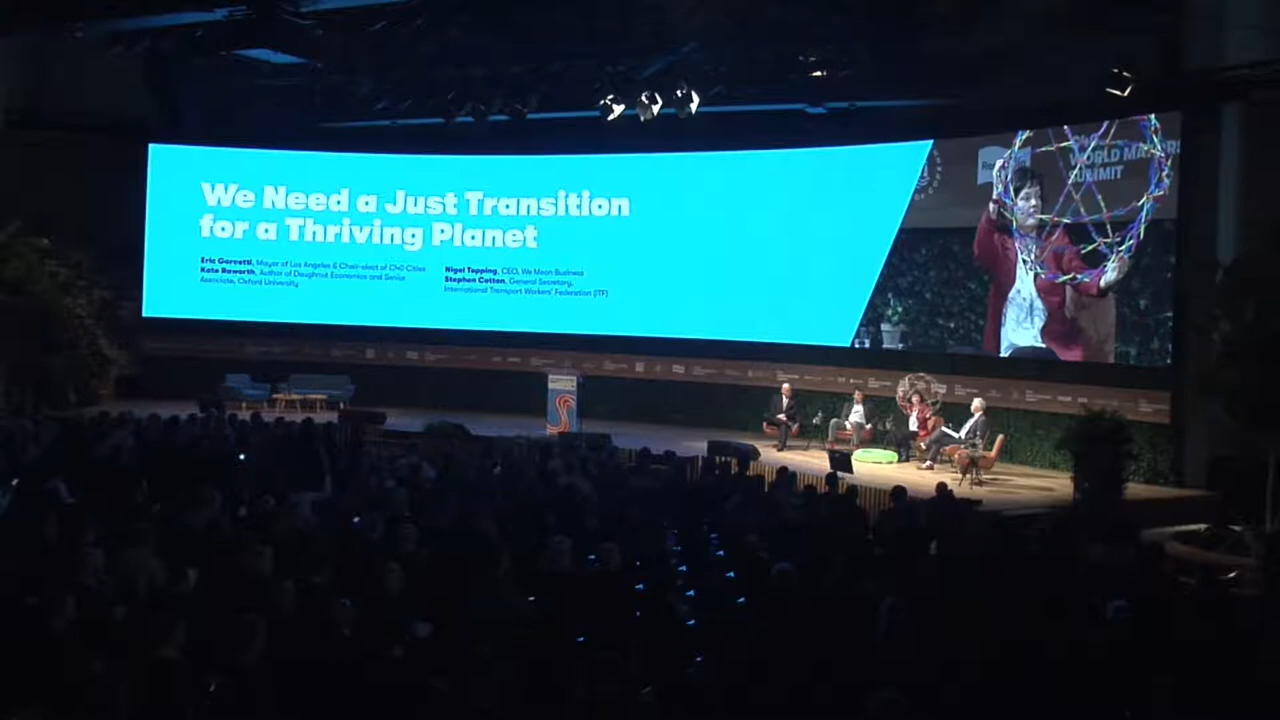 We Need a Just Transition
for a Thriving Planet
Eric Garcetti, Mayor of Los Angeles & Chair-elect of C40 Cities
Kate Raworth, Author of Doughnut Economics and Senior
Associate, Oxford University
Nigel Topping, CEO, We Mean Business
Stephen Cotton, General Secretary,
International Transport Workers' Federation (ITF)
C40
WORLD MAYORS
SUMMIT